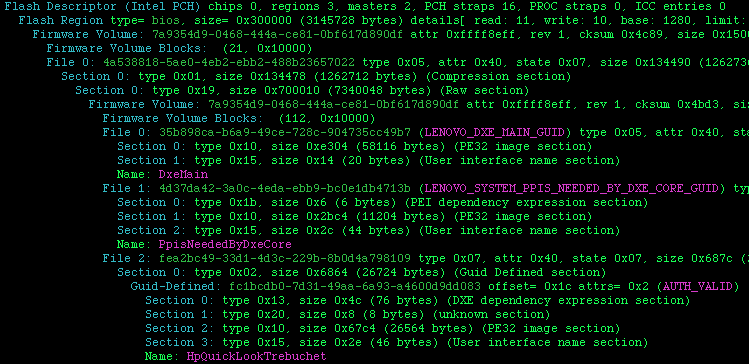 Flash Descriptor (Intel PCH) chips 0, regions 3, masters 2, PCH straps 16, PROC straps 0, ICC entries 0
Flash Region type= bios, size= 0x300000 (3145728 bytes) details[ read: 11, write: 10, base: 1280, limit:
Firmware Volume: 7a9354d9-0468-444a-ce81-0bf617d890df attr 0xffff8eff, rev 1, cksum 0x4c89, size 0x1500
Firmware Volume Blocks: (21, 0x10000)
File 0: 4a538818-5ae0-4eb2-ebb2-488b23657022 type 0x05, attr 0x40, state 0x07, size 0x134490 (1262736
Section 0: type 0x01, size 0x134478 (1262712 bytes) (Compression section)
Section 0: type 0x19, size 0x700010 (7340048 bytes) (Raw section)
Firmware Volume: 7a9354d9-0468-444a-ce81-0bf617d890df attr 0xffff8eff, rev 1, cksum 0x4bd3, siz
Firmware Volume Blocks: (112, 0x10000)
File 0: 35b898ca-b6a9-49ce-728c-904735cc49b7 (LENOVO_DXE_MAIN_GUID) type 0x05, attr 0x40, sta
Section 0: type 0x10, size 0xe304 (58116 bytes) (PE32 image section)
Section 1: type 0x15, size 0x14 (20 bytes) (User interface name section)
Name: DxeMain
File 1: 4d37da42-3a0c-4eda-ebb9-bc0e1db4713b (LENOVO_SYSTEM_PPIS_NEEDED_BY_DXE_CORE_GUID) typ
Section 0: type 0x1b, size 0x6 (6 bytes) (PEI dependency expression section)
Section 1: type 0x10, size 0x2bc4 (11204 bytes) (PE32 image section)
Section 2: type 0x15, size 0x2c (44 bytes) (User interface name section)
Name: PpisNeededByDxeCore
File 2: fea2bc49-33d1-4d3c-229b-8b0d4a798109 type 0x07, attr 0x40, state 0x07, size 0x687c (
Section 0: type 0x02, size 0x6864 (26724 bytes) (Guid Defined section)
Guid-Defined: fc1bcdb0-7d31-49aa-6a93-a4600d9dd083 offset= 0x1c attrs= 0x2 (AUTH_VALID)
Section 0: type 0x13, size 0x4c (76 bytes) (DXE dependency expression section)
Section 1: type 0x20, size 0x8 (8 bytes) (unknown section)
Section 2: type 0x10, size 0x67c4 (26564 bytes) (PE32 image section)
Section 3: type 0x15, size 0x2e (46 bytes) (User interface name section)
Name: HpQuickLookTrebuchet